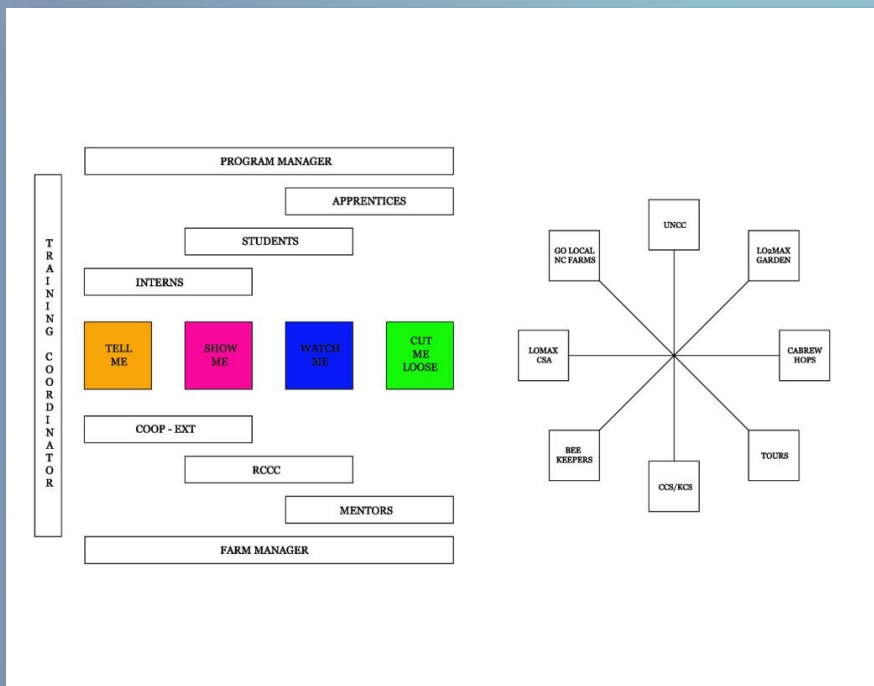 PROGRAM MANAGER
APPRENTICES
STUDENTS
INTERNS
TRAINING COORDINATOR
TELL
ME
SHOW
ME
WATCH
ME
CUT
ME
LOOSE
COOP - EXT
RCCC
MENTORS
FARM MANAGER
UNCC
GO LOCAL
NC FARMS
LO2MAX
GARDEN
LOMAX
CSA
CABREW
HOPS
BEE
KEEPERS
TOURS
CCS/KCS